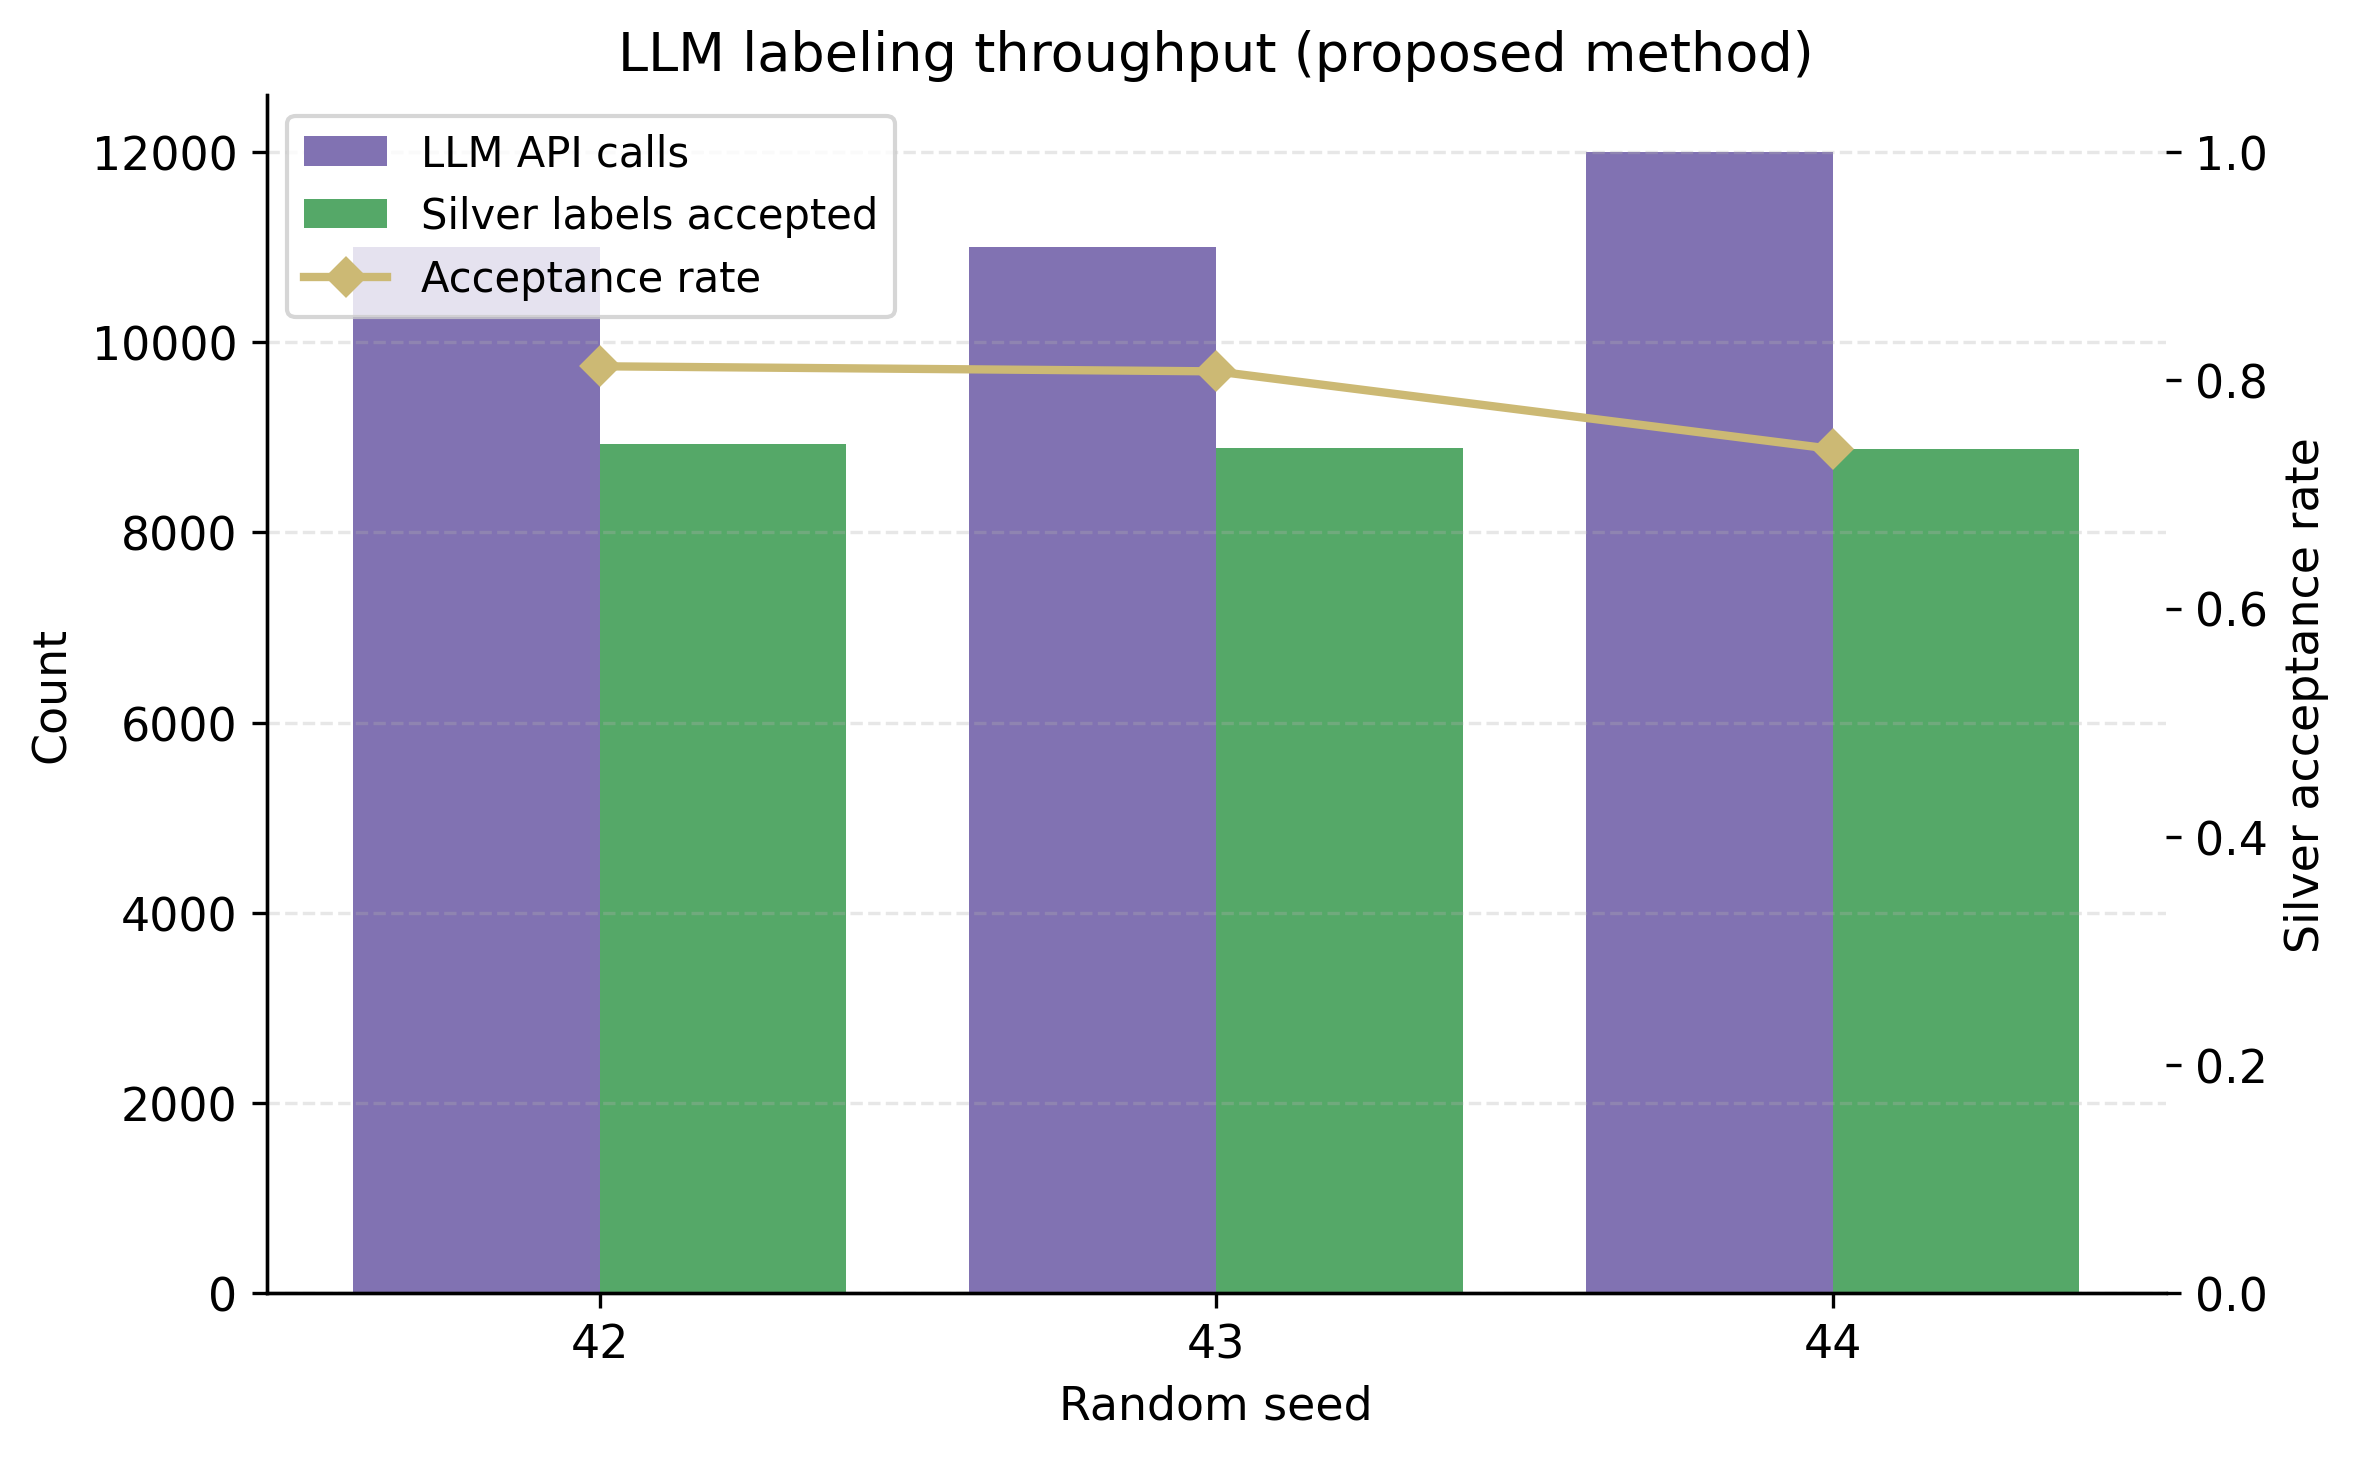 LLM labeling throughput (proposed method)
LLM API calls
Silver labels accepted
Acceptance rate
Count
12000
10000
8000
6000
4000
2000
0
1.0
0.8
0.6
0.4
0.2
0.0
Silver acceptance rate
42
43
44
Random seed